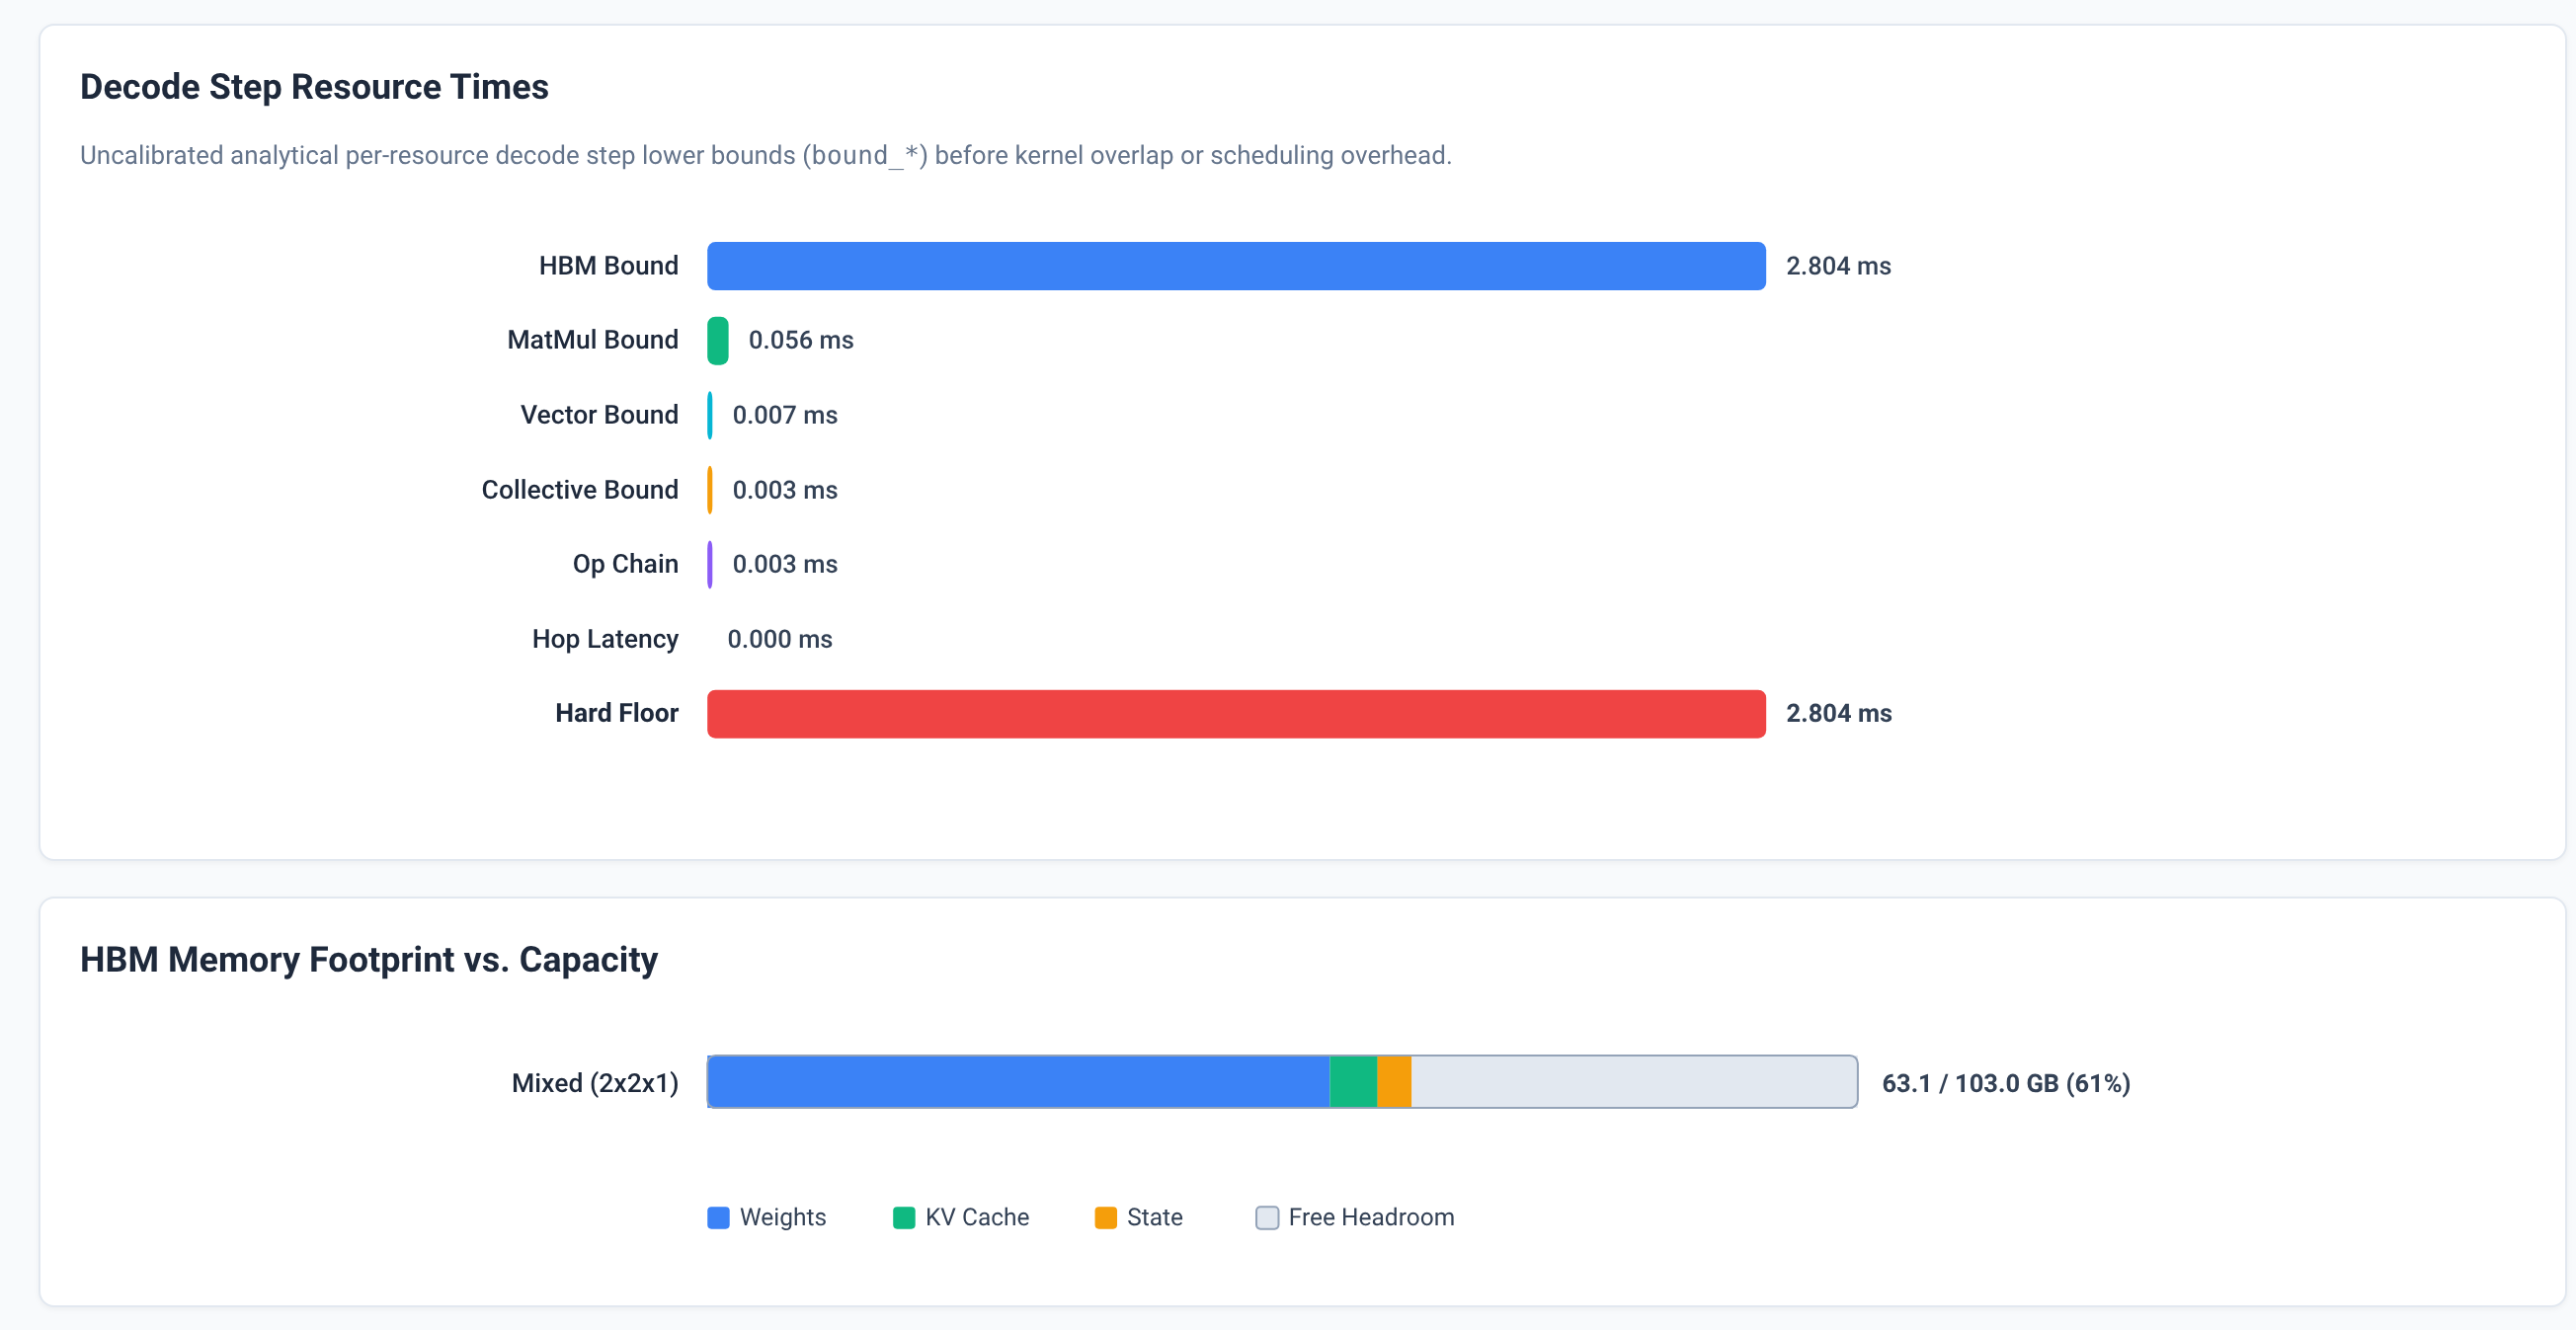 Decode Step Resource Times
Uncalibrated analytical per-resource decode step lower bounds (bound_*) before kernel overlap or scheduling overhead.
HBM Bound 2.804 ms
MatMul Bound 0.056 ms
Vector Bound 0.007 ms
Collective Bound 0.003 ms
Op Chain 0.003 ms
Hop Latency 0.000 ms
Hard Floor 2.804 ms
HBM Memory Footprint vs. Capacity
Mixed (2x2x1) 63.1 / 103.0 GB (61%)
Weights KV Cache State Free Headroom